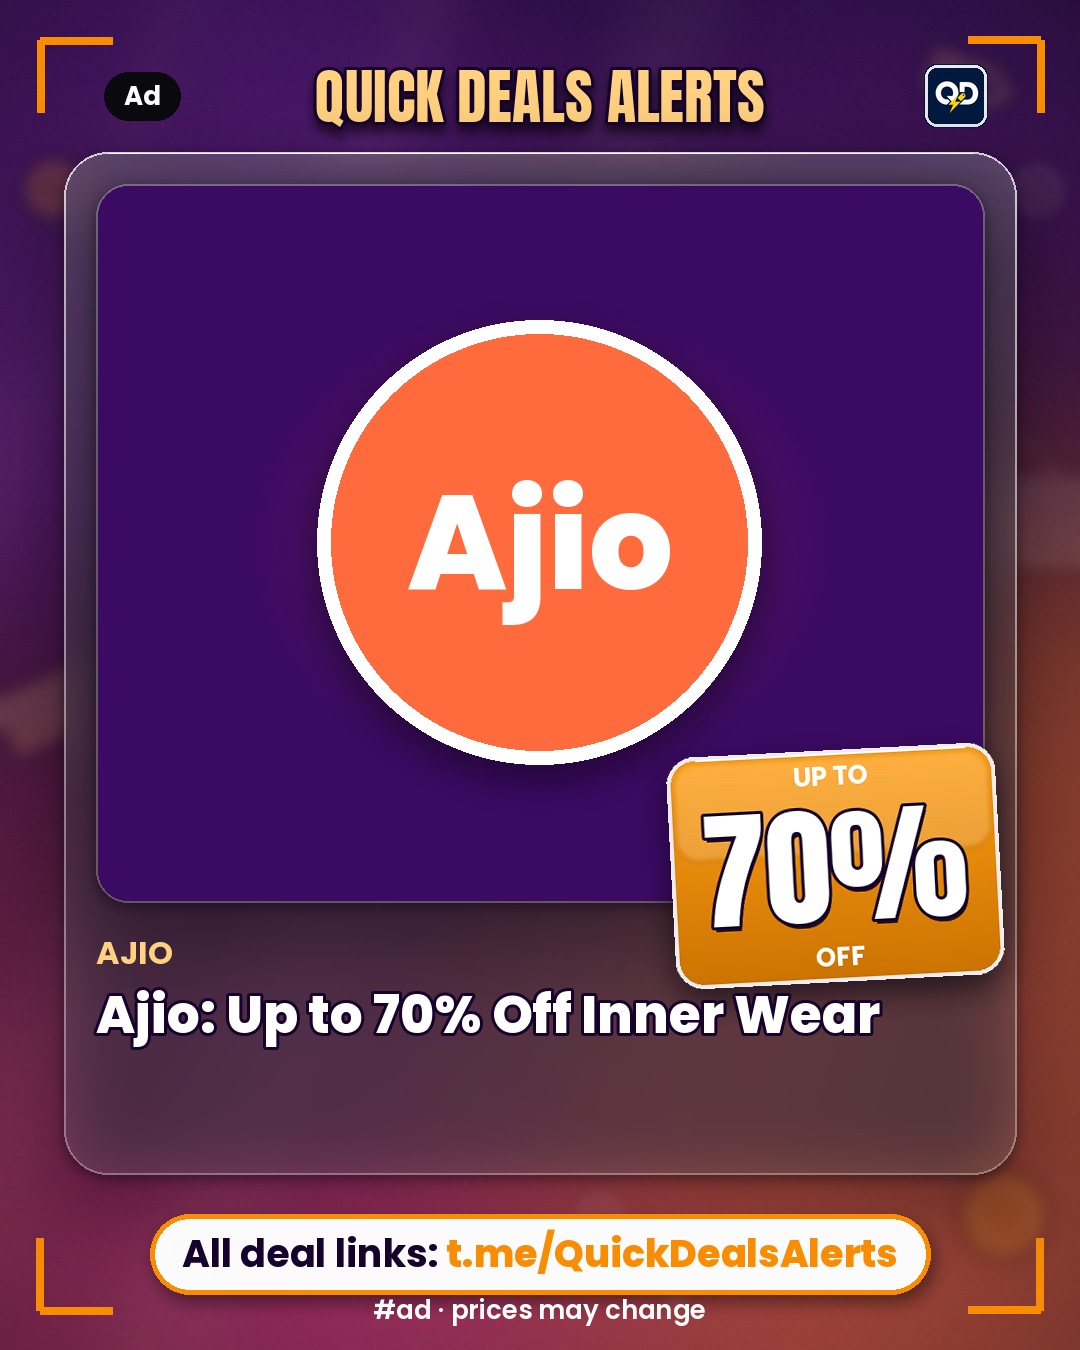 Ad
QUICK DEALS ALERTS
QD
Ajio
UP TO
70%
OFF
AJIO
Ajio: Up to 70% Off Inner Wear
All deal links: t.me/QuickDealsAlerts
#ad · prices may change